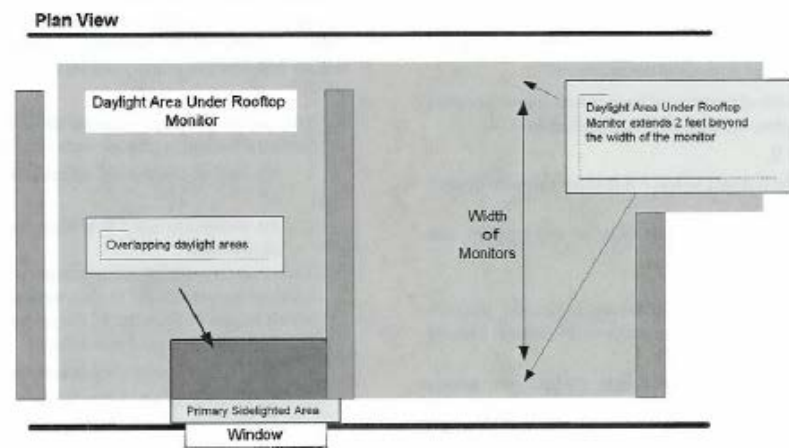 Plan View
Daylight Area Under Rooftop
Monitor
Daylight Area Under Rooftop
Monitor extends 2 feet beyond
the width of the monitor
Overlapping daylight areas
Width
of
Monitors
Primary Sidelighted Area
Window